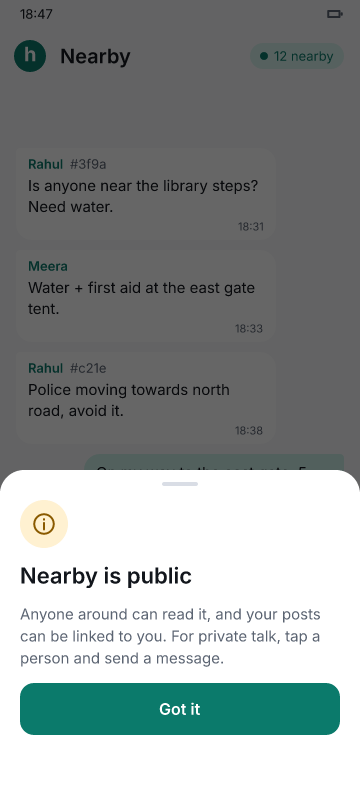 18:47
h
Nearby
12 nearby
Rahul #3f9a
Is anyone near the library steps?
Need water.
18:31
Meera
Water + first aid at the east gate
tent.
18:33
Rahul #c21e
Police moving towards north
road, avoid it.
18:38
Nearby is public
Anyone around can read it, and your posts
can be linked to you. For private talk, tap a
person and send a message.
Got it